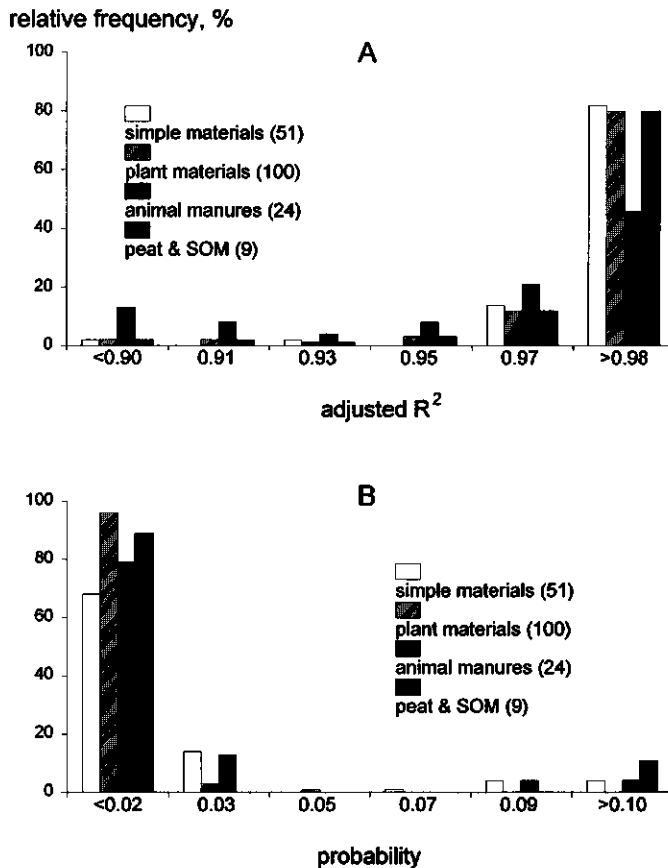 relative frequency, %
A
100
80
60
40
20
0
simple materials (51)
plant materials (100)
animal manures (24)
peat & SOM (9)
<0.90 0.91 0.93 0.95 0.97 >0.98
adjusted R²
B
100
80
60
40
20
0
simple materials (51)
plant materials (100)
animal manures (24)
peat & SOM (9)
<0.02 0.03 0.05 0.07 0.09 >0.10
probability